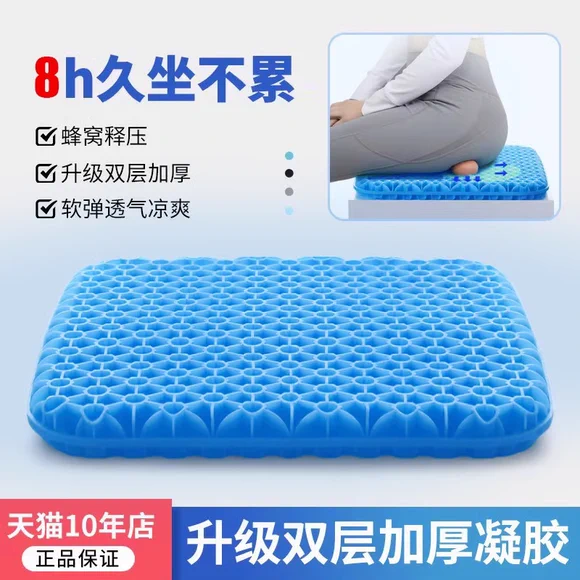 8h久坐不累
蜂窝释压
升级双层加厚
软弹透气凉爽
天猫10年店
正品保证
升级双层加厚凝胶